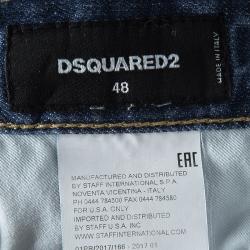 DSQUARED2
48
MADE IN ITALY
EAC
MANUFACTURED AND DISTRIBUTED
BY STAFF INTERNATIONAL S.P.A.
NOVENTA VICENTINA - ITALY
PH 0444 784500 FAX 0444 784580
FOR U.S.A. ONLY
IMPORTED AND DISTRIBUTED
BY STAFF USA INC.
WWW.STAFFINTERNATIONAL.COM